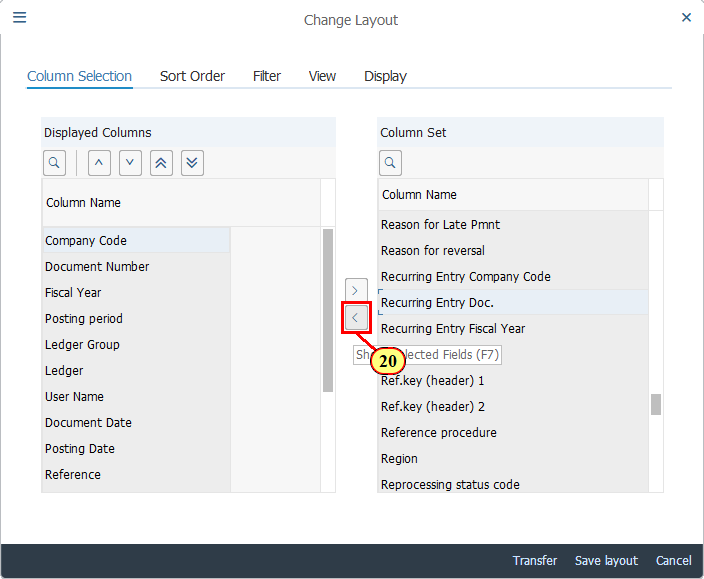 Change Layout
Column Selection Sort Order Filter View Display
Displayed Columns
Column Name
Company Code
Document Number
Fiscal Year
Posting period
Ledger Group
Ledger
User Name
Document Date
Posting Date
Reference
Column Set
Column Name
Reason for Late Pmnt
Reason for reversal
Recurring Entry Company Code
Recurring Entry Doc.
Recurring Entry Fiscal Year
Ref.key (header) 1
Ref.key (header) 2
Reference procedure
Region
Reprocessing status code
Fields (F7)
20
Transfer Save layout Cancel